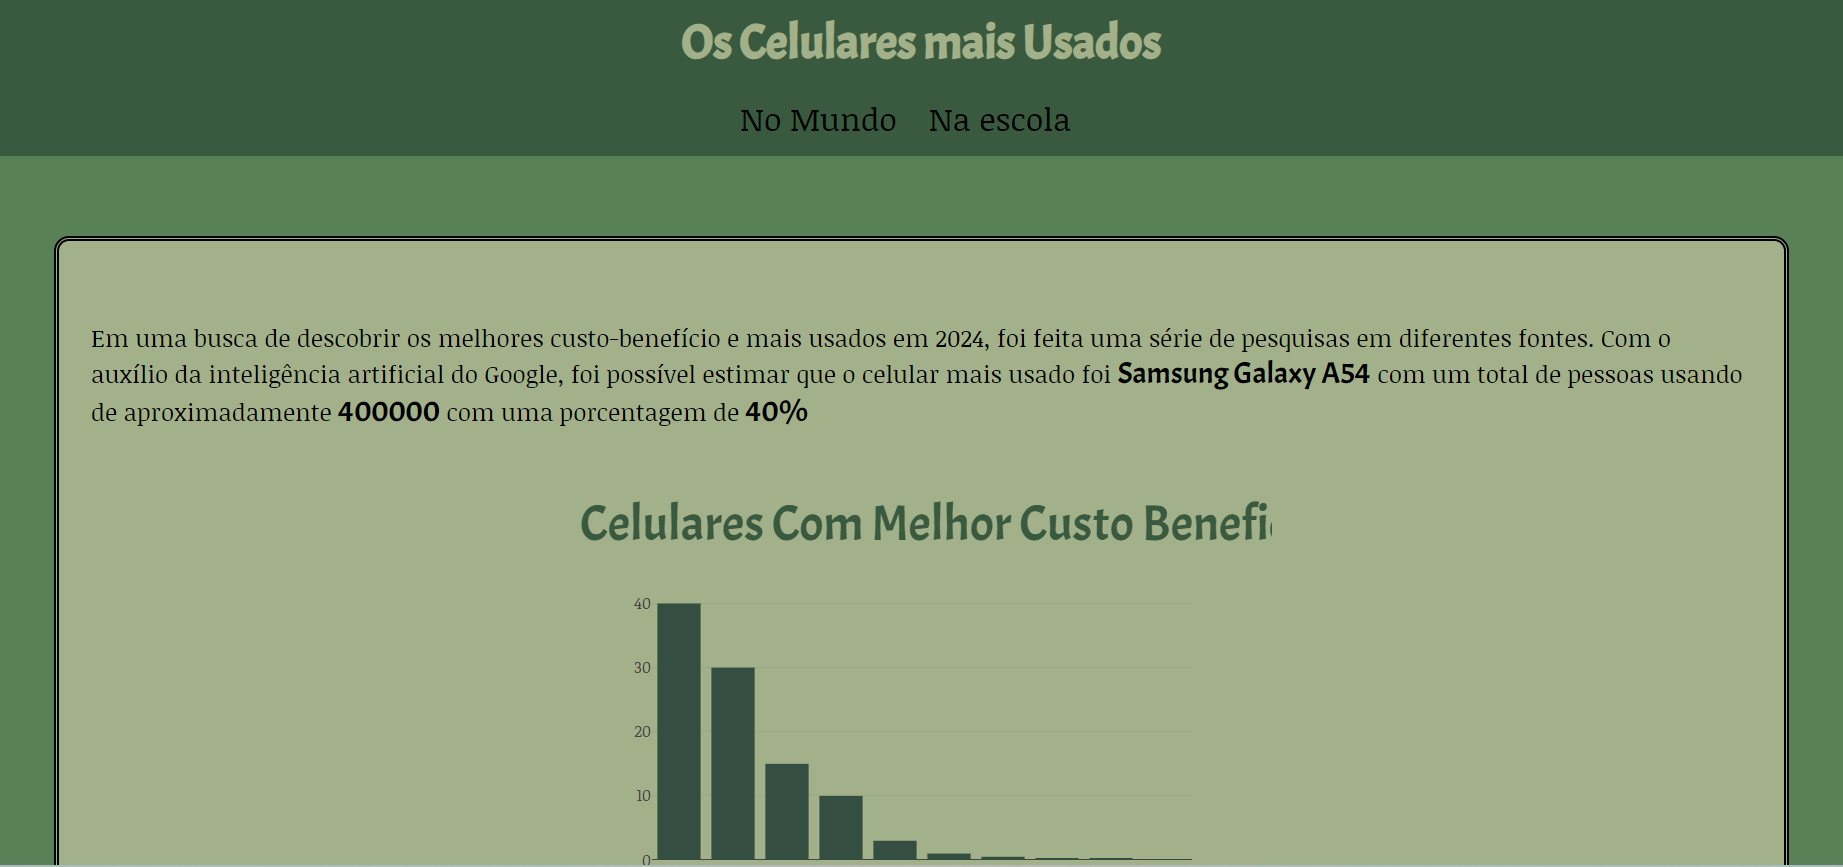 Os Celulares mais Usados
No Mundo Na escola
Em uma busca de descobrir os melhores custo-benefício e mais usados em 2024, foi feita uma série de pesquisas em diferentes fontes. Com o
auxílio da inteligência artificial do Google, foi possível estimar que o celular mais usado foi Samsung Galaxy A54 com um total de pessoas usando
de aproximadamente 400000 com uma porcentagem de 40%
Celulares Com Melhor Custo Benefi
40
30
20
10
0